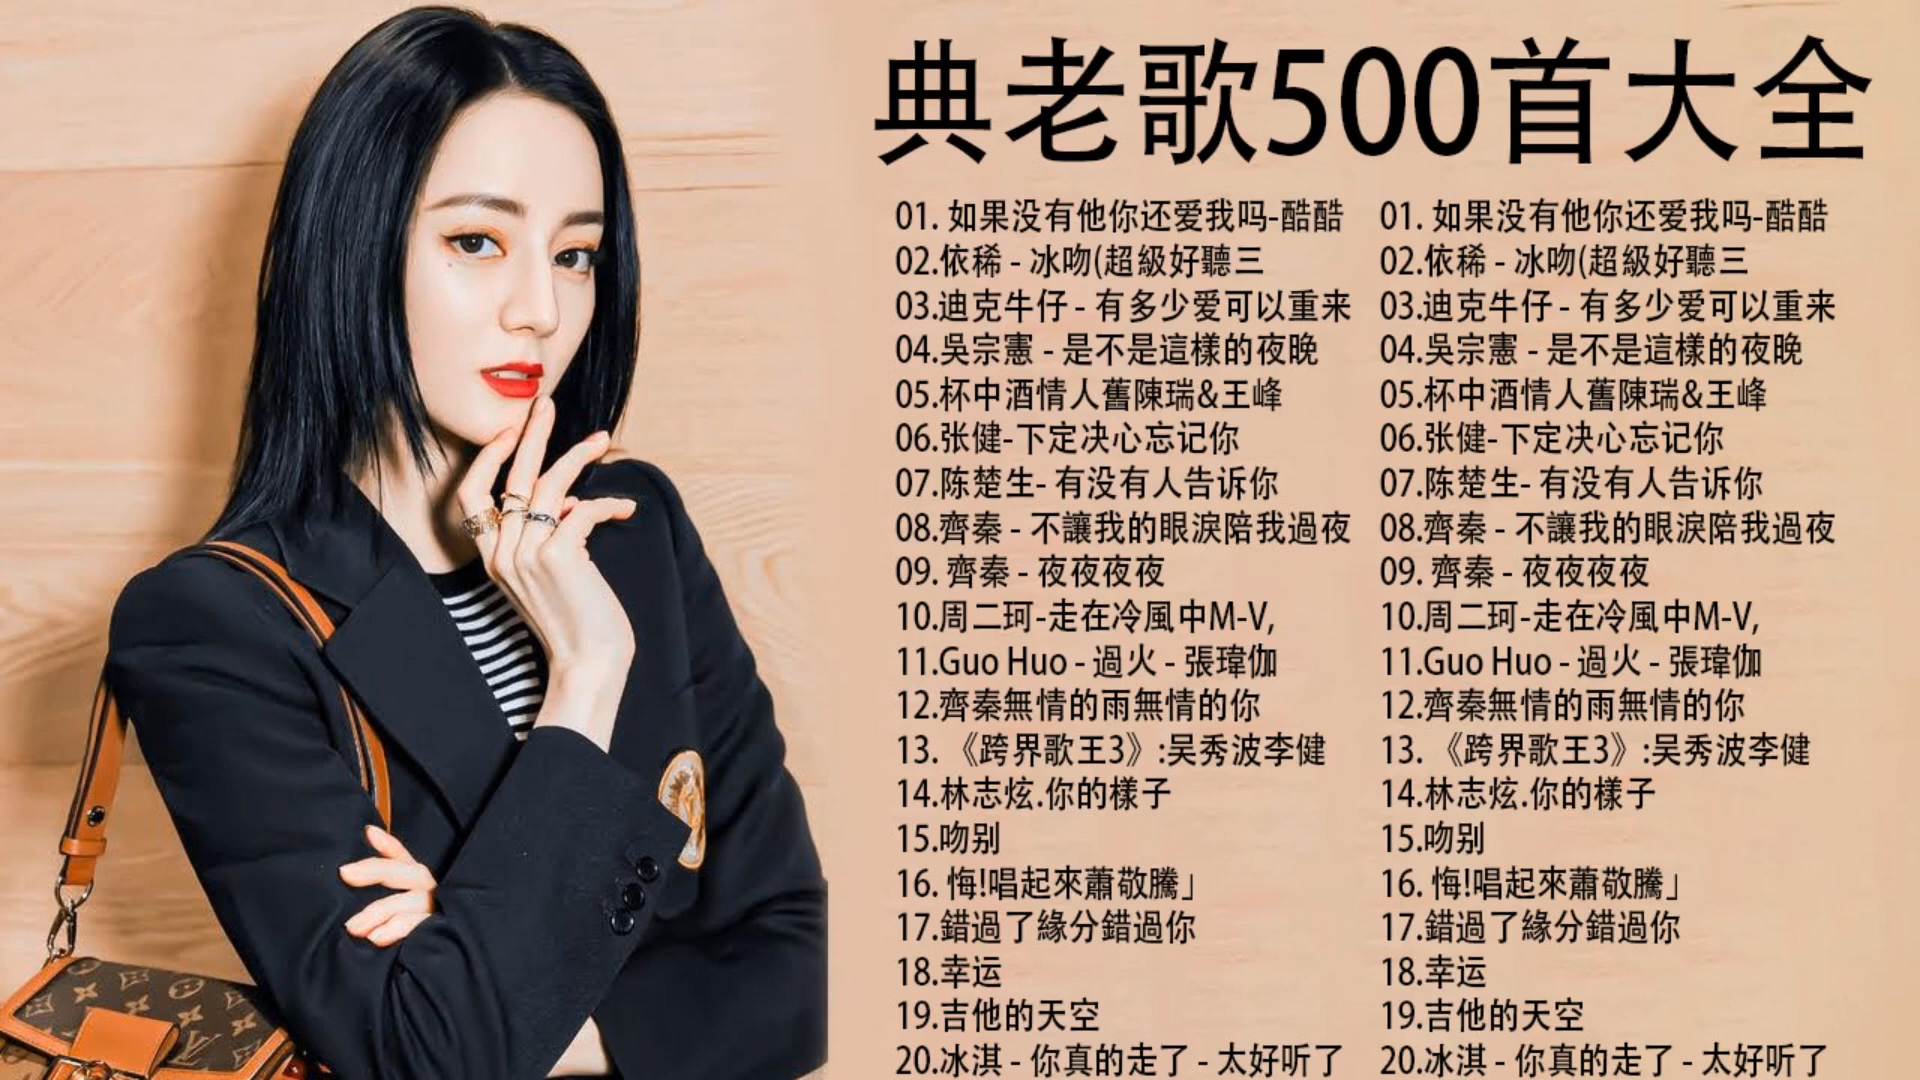 典老歌500首大全
01. 如果没有他你还爱我吗-酷酷
02.依稀 - 冰吻(超級好聽三
03.迪克牛仔 - 有多少爱可以重来
04.吳宗憲 - 是不是這樣的夜晚
05.杯中酒情人舊陳瑞&王峰
06.张健-下定决心忘记你
07.陈楚生- 有没有人告诉你
08.齊秦 - 不讓我的眼淚陪我過夜
09. 齊秦 - 夜夜夜夜
10.周二珂-走在冷風中M-V,
11.Guo Huo - 過火 - 張瑋伽
12.齊秦無情的雨無情的你
13. 《跨界歌王3》:吴秀波李健
14.林志炫.你的樣子
15.吻别
16. 悔!唱起來蕭敬騰」
17.錯過了緣分錯過你
18.幸运
19.吉他的天空
20.冰淇 - 你真的走了 - 太好听了
01. 如果没有他你还爱我吗-酷酷
02.依稀 - 冰吻(超級好聽三
03.迪克牛仔 - 有多少爱可以重来
04.吳宗憲 - 是不是這樣的夜晚
05.杯中酒情人舊陳瑞&王峰
06.张健-下定决心忘记你
07.陈楚生- 有没有人告诉你
08.齊秦 - 不讓我的眼淚陪我過夜
09. 齊秦 - 夜夜夜夜
10.周二珂-走在冷風中M-V,
11.Guo Huo - 過火 - 張瑋伽
12.齊秦無情的雨無情的你
13. 《跨界歌王3》:吴秀波李健
14.林志炫.你的樣子
15.吻别
16. 悔!唱起來蕭敬騰」
17.錯過了緣分錯過你
18.幸运
19.吉他的天空
20.冰淇 - 你真的走了 - 太好听了